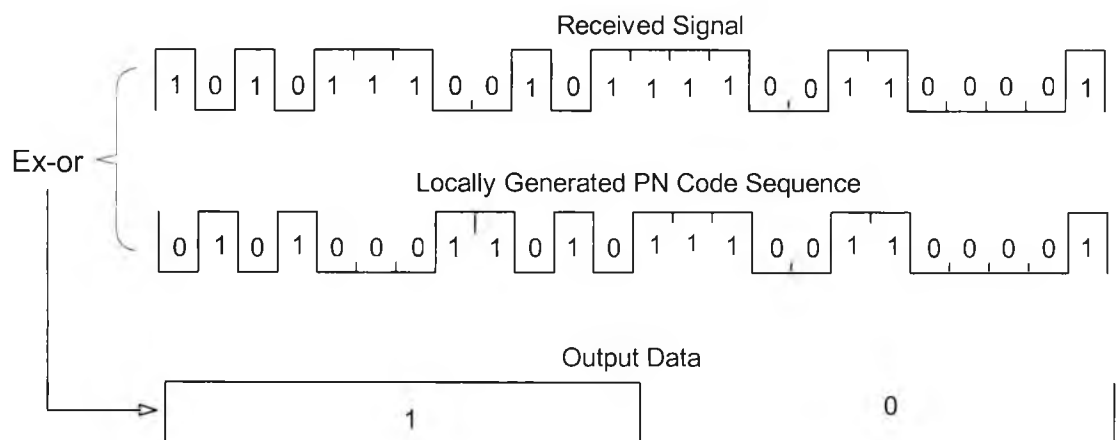 Received Signal
1 0 1 0 1 1 1 0 0 1 0 1 1 1 1 0 0 1 1 0 0 0 0 1
Ex-or
Locally Generated PN Code Sequence
0 1 0 1 0 0 0 1 1 0 1 0 1 1 1 0 0 1 1 0 0 0 0 1
Output Data
1 0